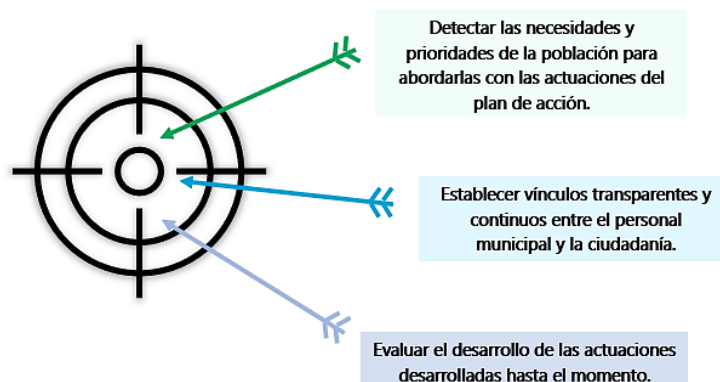 Detectar las necesidades y
prioridades de la población para
abordarlas con las actuaciones del
plan de acción.
Establecer vínculos transparentes y
continuos entre el personal
municipal y la ciudadanía.
Evaluar el desarrollo de las actuaciones
desarrolladas hasta el momento.